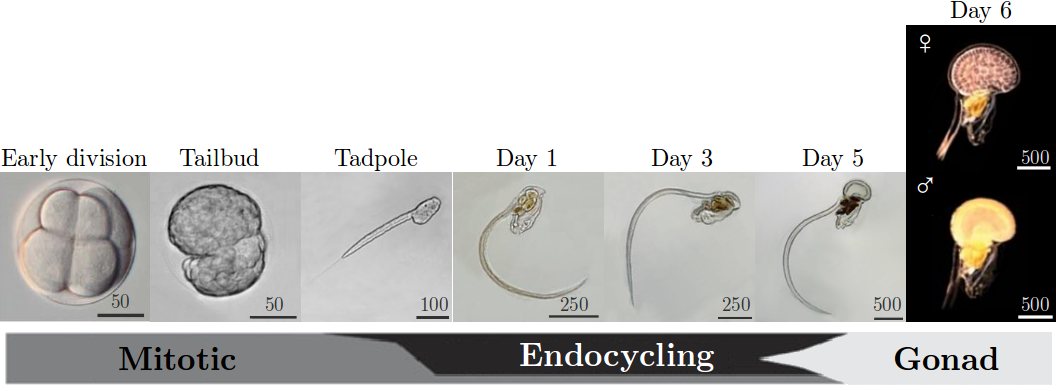 Day 6
♀
500
Early division
Tailbud
Tadpole
Day 1
Day 3
Day 5
♂
50
50
100
250
250
500
500
Mitotic
Endocycling
Gonad